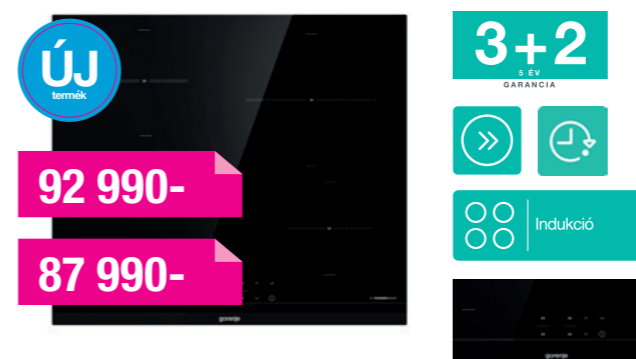 ÚJ
termék
92 990-
87 990-
gorenje
3+2
5 ÉV
GARANCIA
Indukció
gorenje